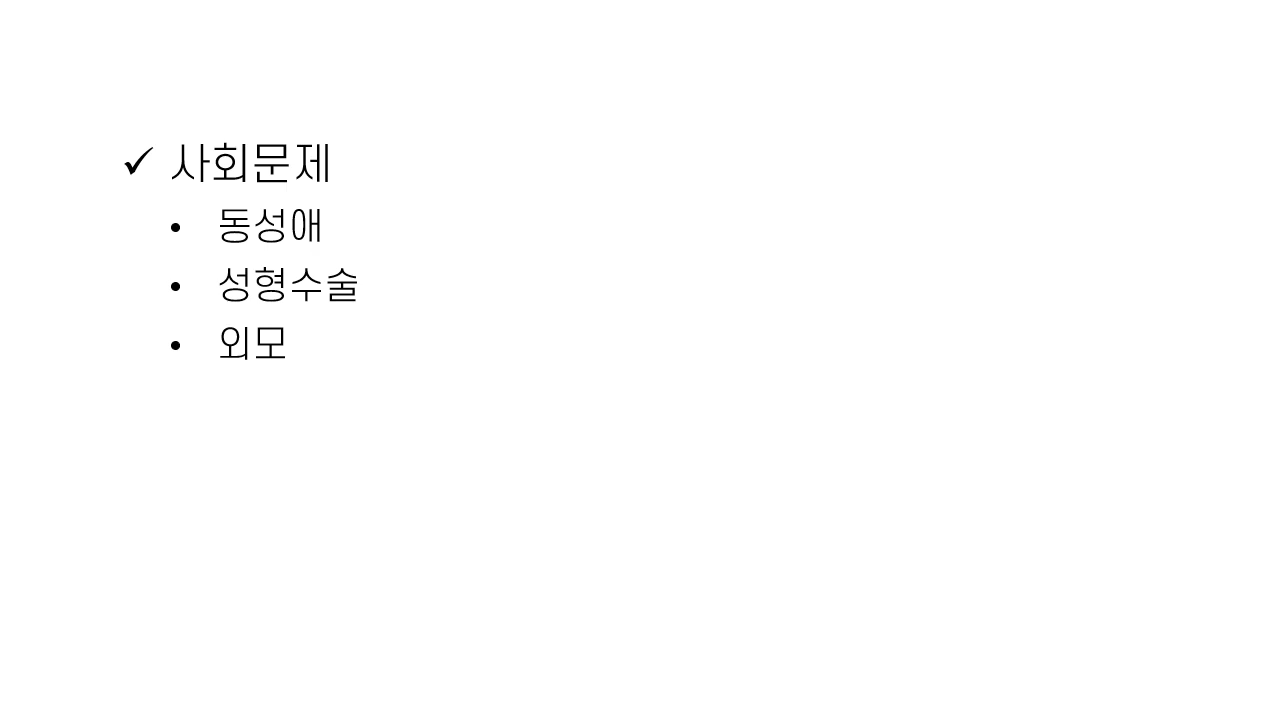 ✓ 사회문제
• 동성애
• 성형수술
• 외모